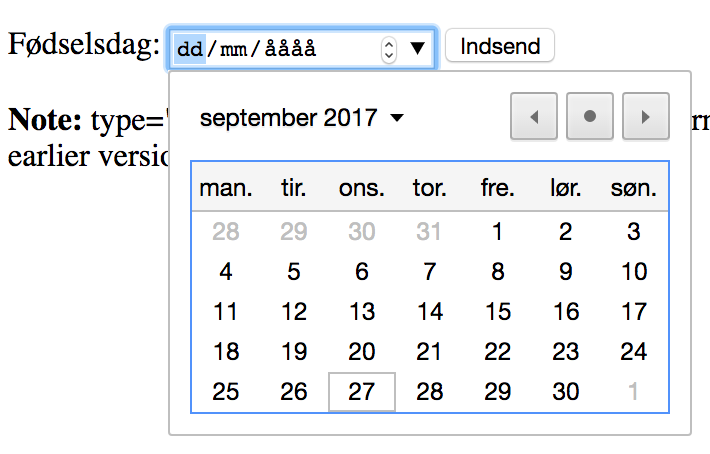 Fødselsdag: dd/mm/åååå Indsend
september 2017
Note: type="
earlier versio
man. tir. ons. tor. fre. lør. søn.
28 29 30 31 1 2 3
4 5 6 7 8 9 10
11 12 13 14 15 16 17
18 19 20 21 22 23 24
25 26 27 28 29 30 1